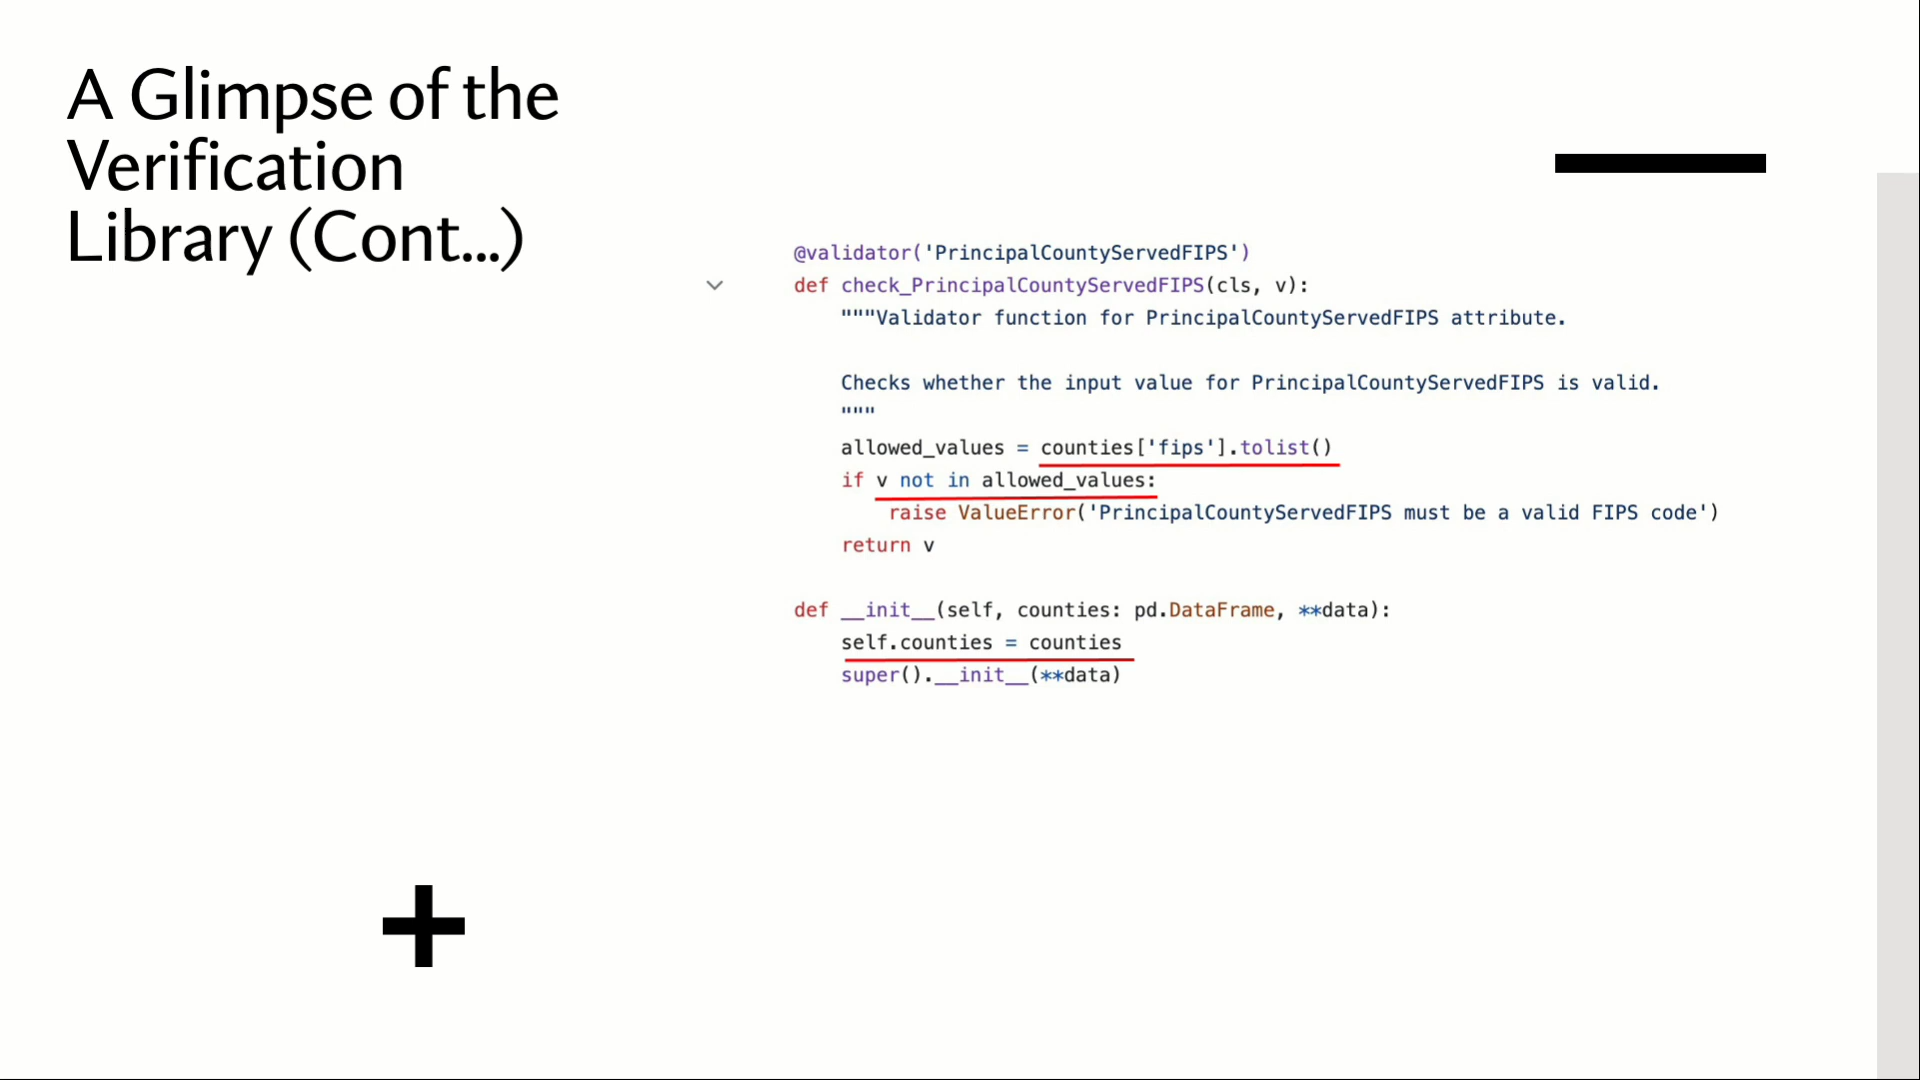 A Glimpse of the
Verification
Library (Cont...)
@validator('PrincipalCountyServedFIPS')
def check_PrincipalCountyServedFIPS(cls, v):
"""Validator function for PrincipalCountyServedFIPS attribute.
Checks whether the input value for PrincipalCountyServedFIPS is valid.
"""
allowed_values = counties['fips'].tolist()
if v not in allowed_values:
raise ValueError('PrincipalCountyServedFIPS must be a valid FIPS code')
return v
def __init__(self, counties: pd.DataFrame, **data):
self.counties = counties
super().__init__(**data)